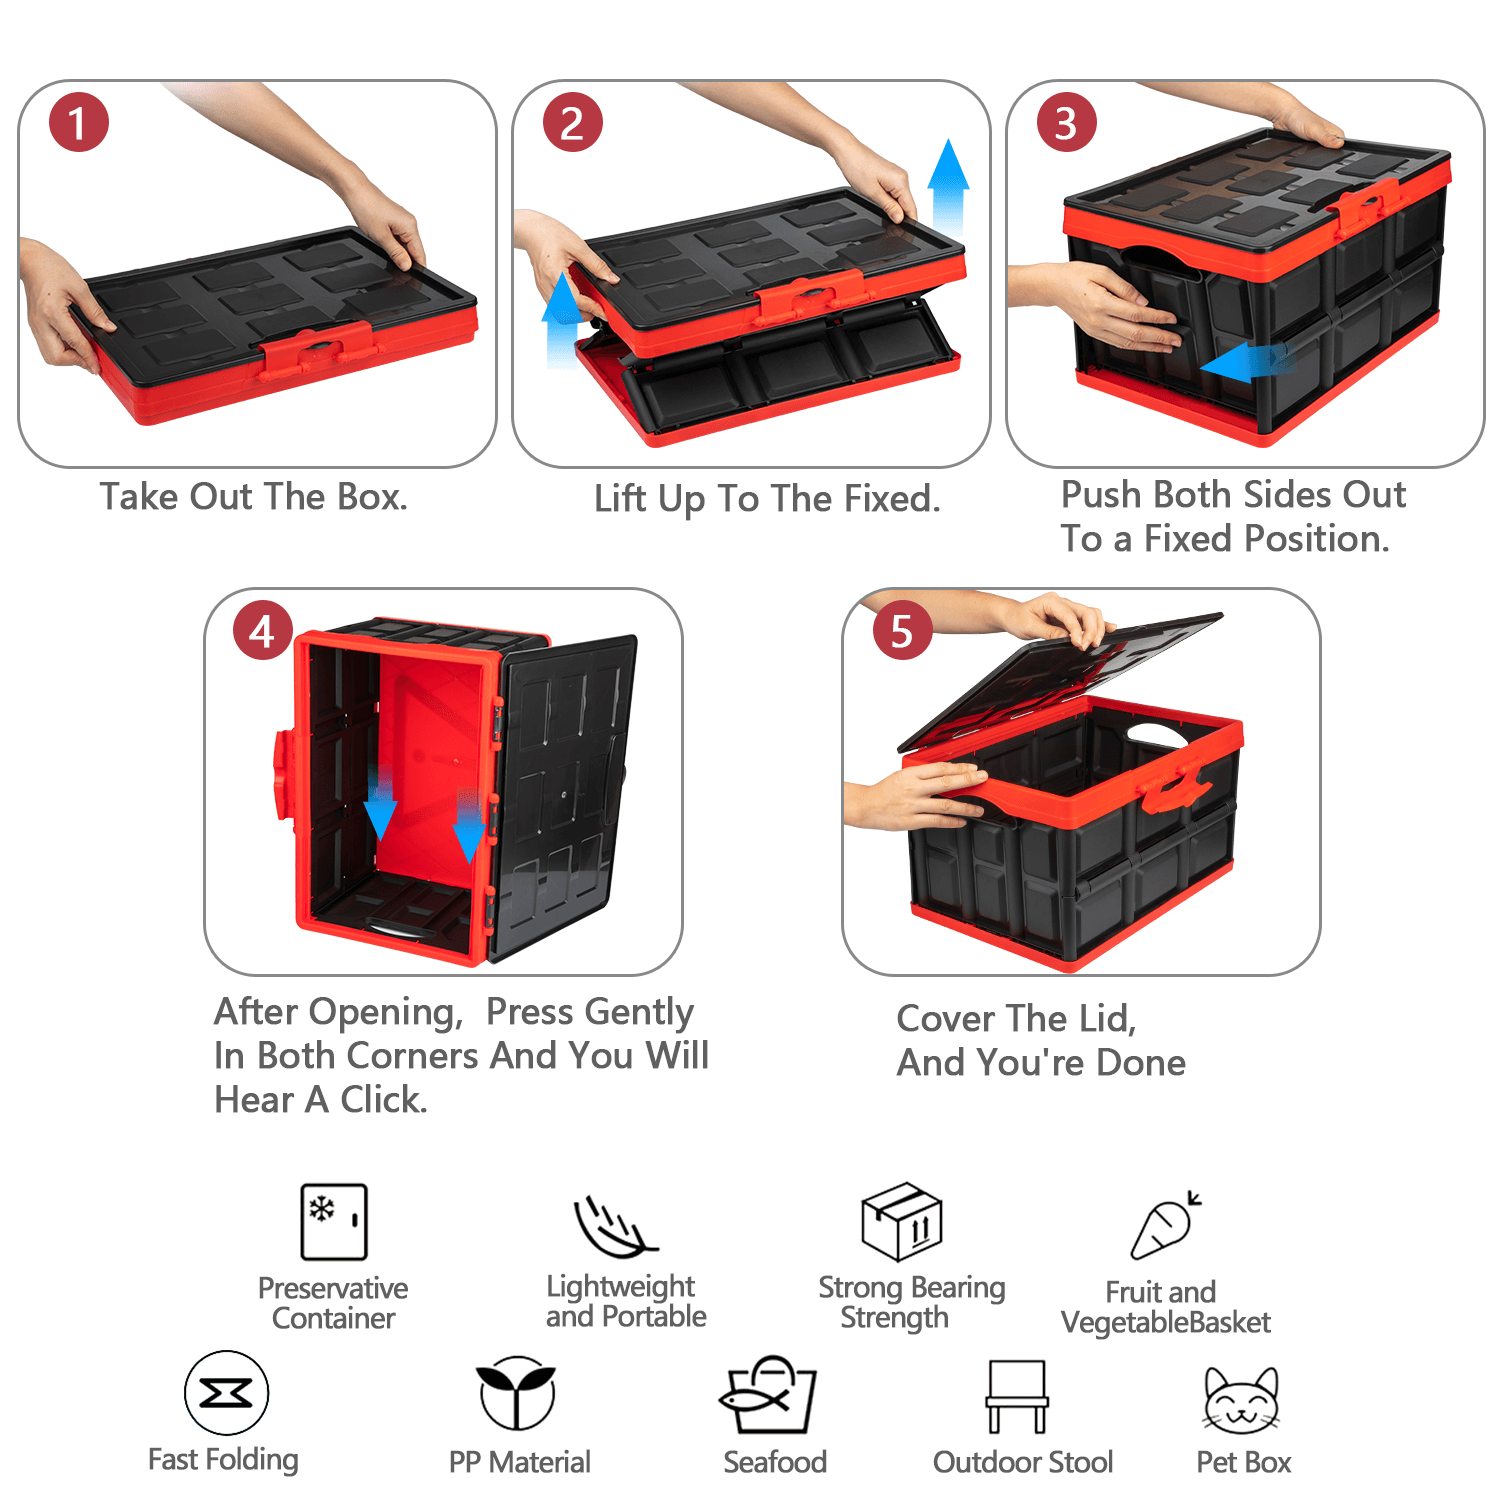 1
2
3
Take Out The Box.
Lift Up To The Fixed.
Push Both Sides Out
To a Fixed Position.
4
5
After Opening, Press Gently
In Both Corners And You Will
Hear A Click.
Cover The Lid,
And You're Done
Preservative
Container
Lightweight
and Portable
Strong Bearing
Strength
Fruit and
VegetableBasket
Fast Folding
PP Material
Seafood
Outdoor Stool
Pet Box